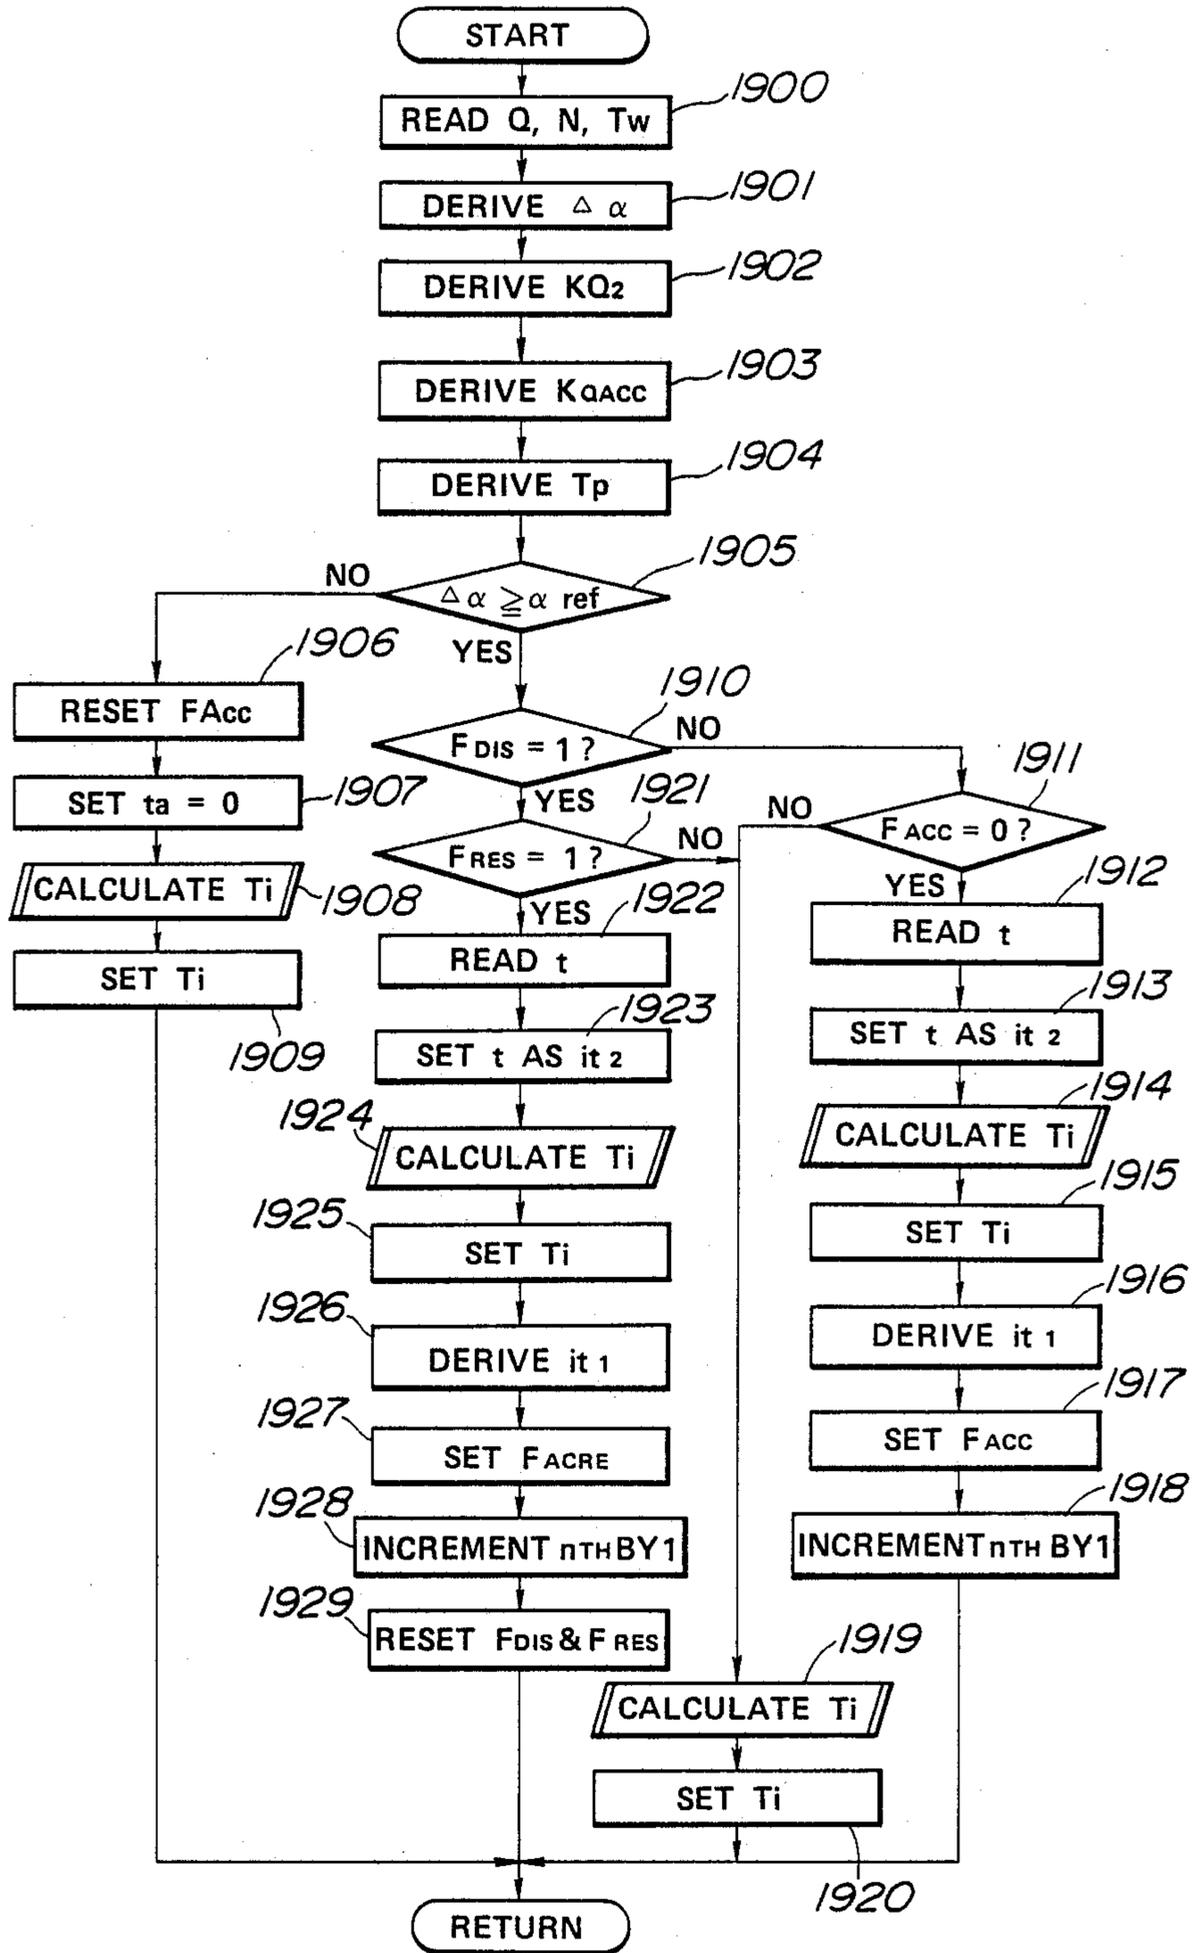 START
1900
READ Q, N, Tw
1901
DERIVE Δ α
1902
DERIVE KQ2
1903
DERIVE KQACC
1904
DERIVE Tp
1905
NO
Δ α ≧ α ref
YES
1906
RESET FAcc
1907
SET ta = 0
CALCULATE Ti
1908
SET Ti
1909
1910
FDIS = 1 ?
NO
YES
1921
FRES = 1 ?
NO
YES
1922
READ t
1923
SET t AS it 2
1924
CALCULATE Ti
1925
SET Ti
1926
DERIVE it 1
1927
SET FACRE
1928
INCREMENT nTH BY 1
1929
RESET FDIS & FRES
1911
NO
FACC = 0 ?
YES
1912
READ t
1913
SET t AS it 2
1914
CALCULATE Ti
1915
SET Ti
1916
DERIVE it 1
1917
SET FACC
1918
INCREMENT nTH BY 1
1919
CALCULATE Ti
SET Ti
1920
RETURN